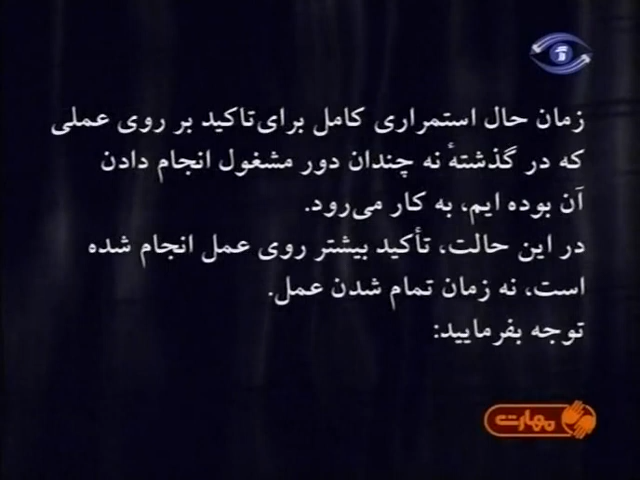 زمان حال استمراری کامل برای تاکید بر روی عملی
که در گذشتهٔ نه چندان دور مشغول انجام دادن
آن بوده ایم، به کار می‌رود.
در این حالت، تأکید بیشتر روی عمل انجام شده
است، نه زمان تمام شدن عمل.
توجه بفرمایید:
مهارت